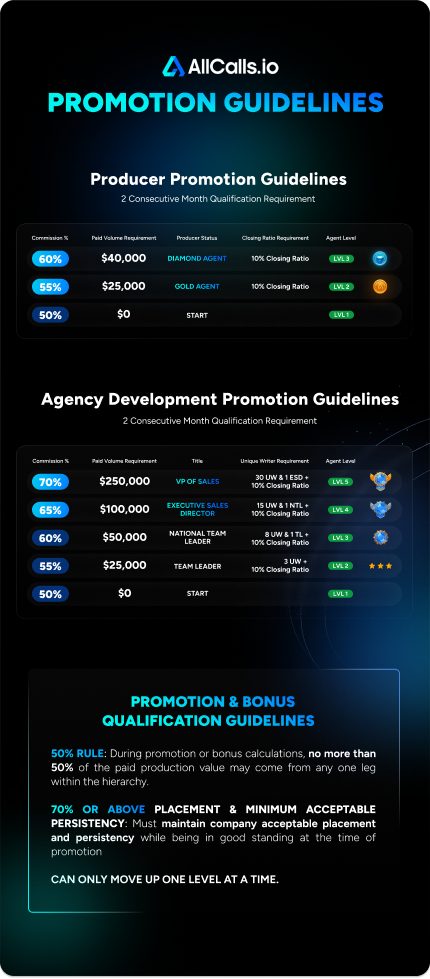 AllCalls.io
PROMOTION GUIDELINES
Producer Promotion Guidelines
2 Consecutive Month Qualification Requirement
Commission % Paid Volume Requirement Producer Status Closing Ratio Requirement Agent Level
60% $40,000 DIAMOND AGENT 10% Closing Ratio LVL 3
55% $25,000 GOLD AGENT 10% Closing Ratio LVL 2
50% $0 START LVL 1
Agency Development Promotion Guidelines
2 Consecutive Month Qualification Requirement
Commission % Paid Volume Requirement Title Unique Writer Requirement Agent Level
70% $250,000 VP OF SALES 30 UW & 1 ESD +
10% Closing Ratio LVL 5
65% $100,000 EXECUTIVE SALES
DIRECTOR 15 UW & 1 NTL +
10% Closing Ratio LVL 4
60% $50,000 NATIONAL TEAM
LEADER 8 UW & 1 TL +
10% Closing Ratio LVL 3
55% $25,000 TEAM LEADER 3 UW +
10% Closing Ratio LVL 2
50% $0 START LVL 1
PROMOTION & BONUS
QUALIFICATION GUIDELINES
50% RULE: During promotion or bonus calculations, no more than
50% of the paid production value may come from any one leg
within the hierarchy.
70% OR ABOVE PLACEMENT & MINIMUM ACCEPTABLE
PERSISTENCY: Must maintain company acceptable placement
and persistency while being in good standing at the time of
promotion
CAN ONLY MOVE UP ONE LEVEL AT A TIME.